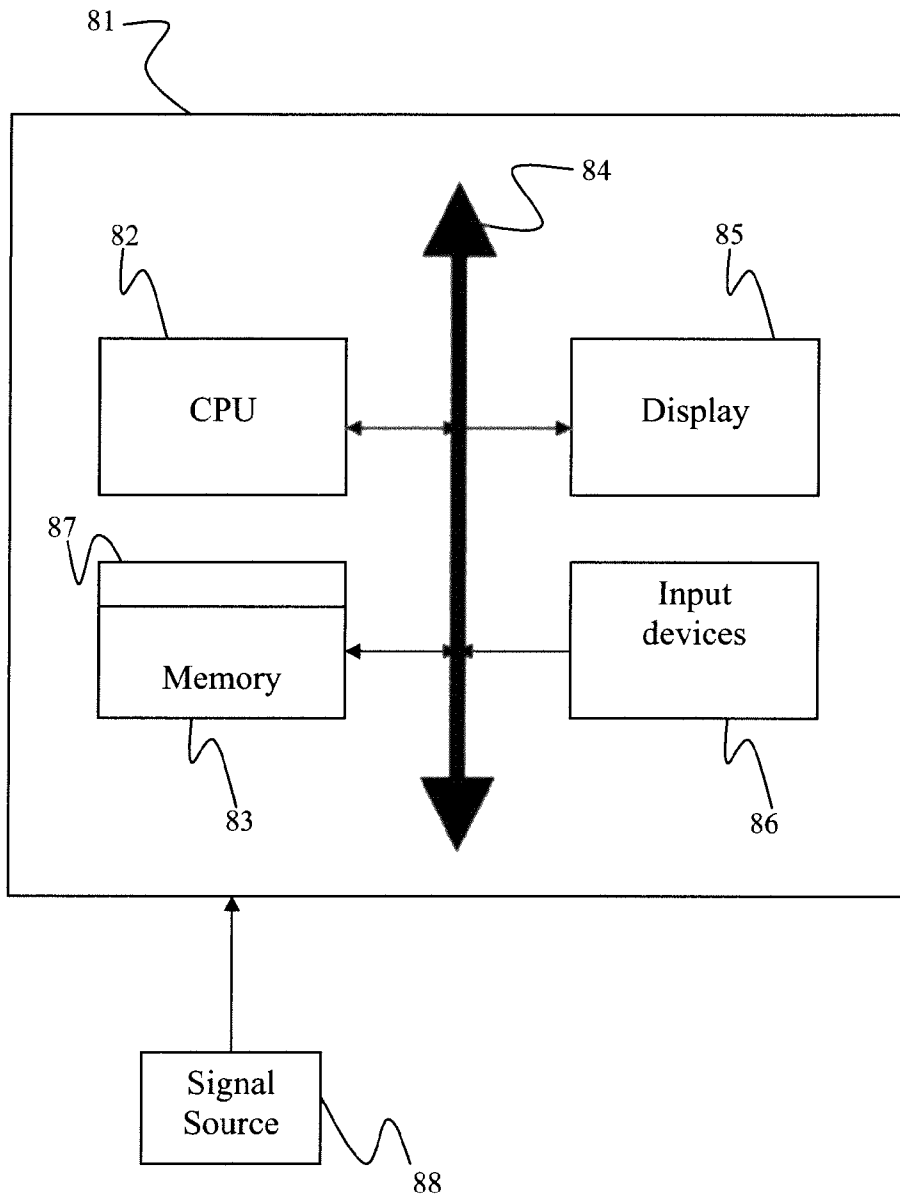 81
84
82
85
CPU
Display
87
Input
devices
Memory
83
86
Signal
Source
88